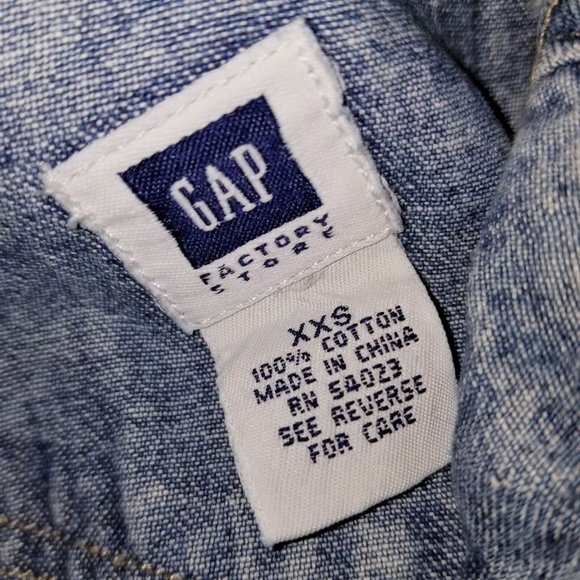 GAP
FACTORY
STORE
XXS
100% COTTON
MADE IN CHINA
RN 54023
SEE REVERSE
FOR CARE